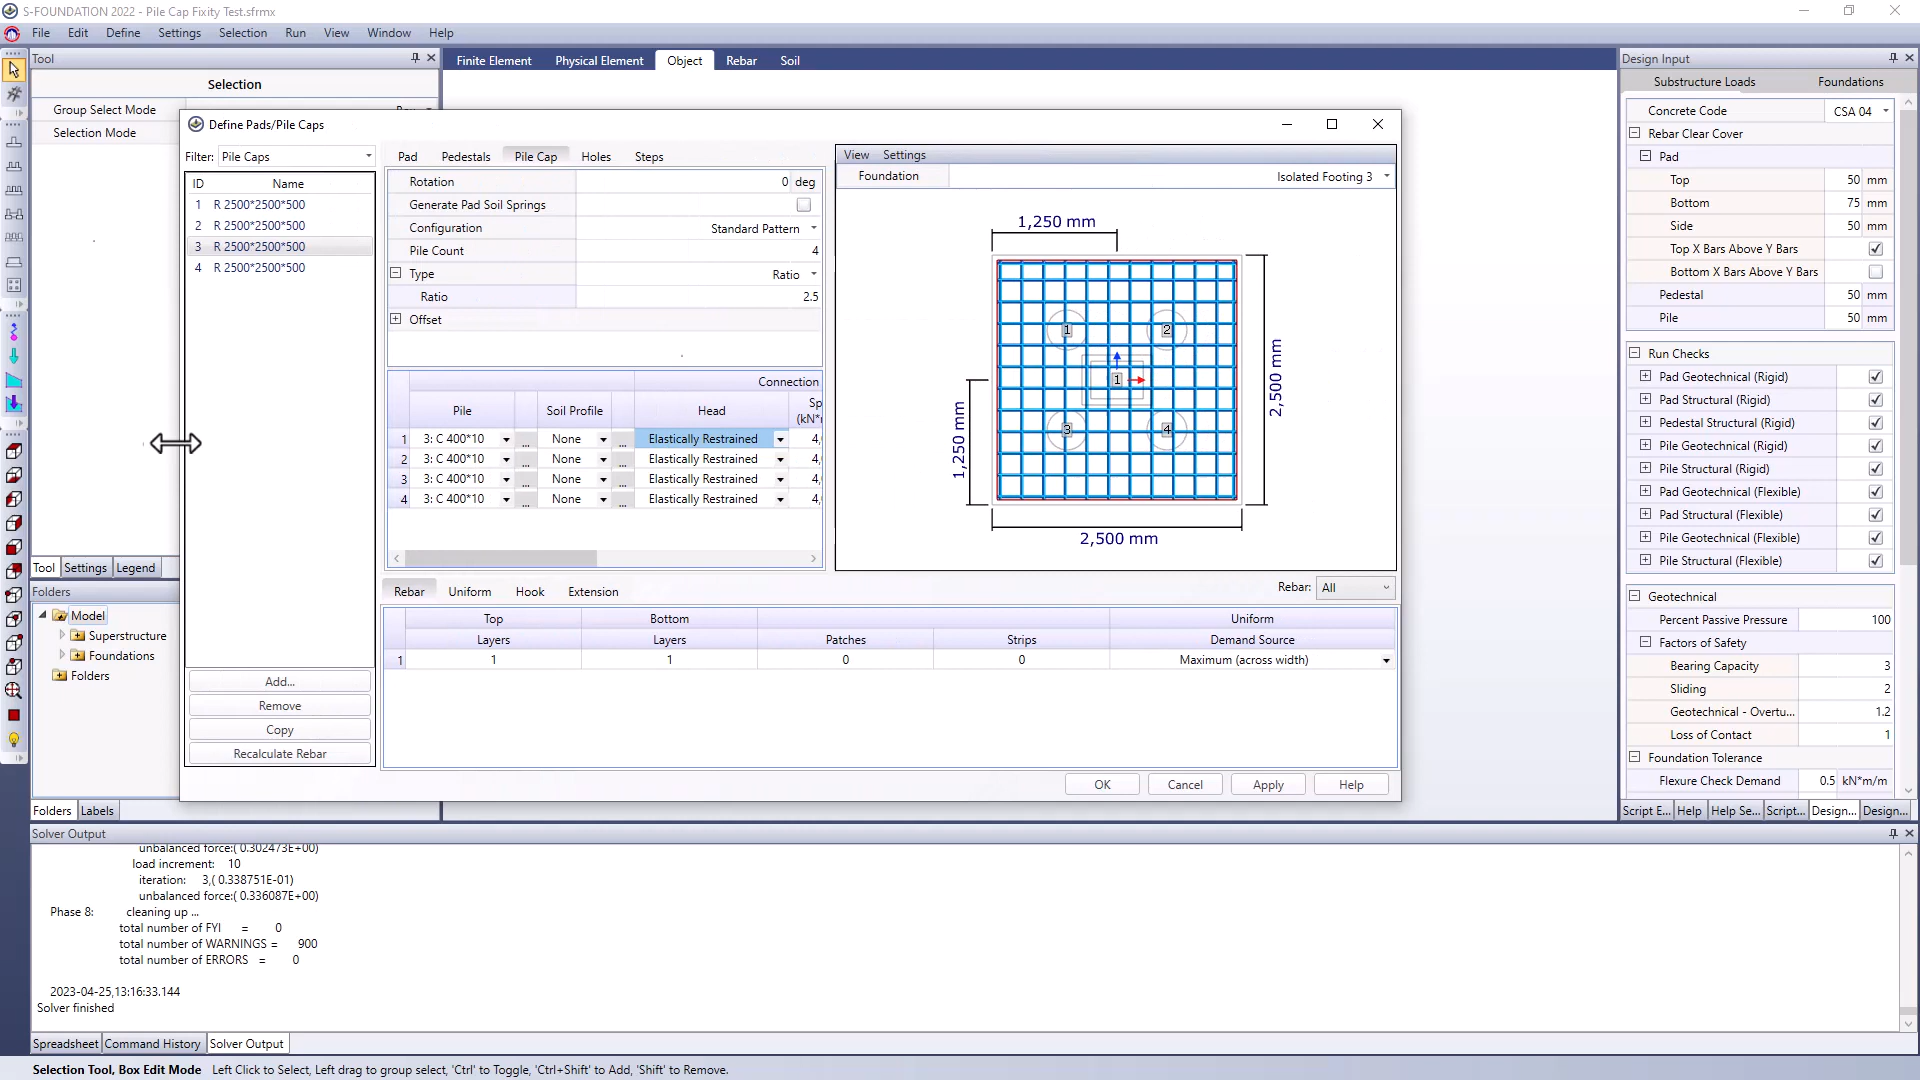 S-FOUNDATION 2022 - Pile Cap Fixity Test.sfrmx
File Edit Define Settings Selection Run View Window Help
Tool
Selection
Group Select Mode
Selection Mode
Finite Element Physical Element Object Rebar Soil
Define Pads/Pile Caps
Filter: Pile Caps
ID Name
1 R 2500*2500*500
2 R 2500*2500*500
3 R 2500*2500*500
4 R 2500*2500*500
Add...
Remove
Copy
Recalculate Rebar
Pad Pedestals Pile Cap Holes Steps
Rotation 0 deg
Generate Pad Soil Springs
Configuration Standard Pattern
Pile Count 4
Type Ratio
Ratio 2.5
Offset
Connection
Pile Soil Profile Head Sp
(kN*
1 3: C 400*10 ... None ... Elastically Restrained 4,
2 3: C 400*10 ... None ... Elastically Restrained 4,
3 3: C 400*10 ... None ... Elastically Restrained 4,
4 3: C 400*10 ... None ... Elastically Restrained 4,
View Settings
Foundation Isolated Footing 3
1,250 mm
1 2
1
3 4
1,250 mm
2,500 mm
2,500 mm
Rebar Uniform Hook Extension
Rebar: All
Top Bottom Uniform
Layers Layers Patches Strips Demand Source
1 1 1 0 0 Maximum (across width)
OK Cancel Apply Help
Tool Settings Legend
Folders
Model
Superstructure
Foundations
Folders
Folders Labels
Design Input
Substructure Loads Foundations
Concrete Code CSA 04
Rebar Clear Cover
Pad
Top 50 mm
Bottom 75 mm
Side 50 mm
Top X Bars Above Y Bars
Bottom X Bars Above Y Bars
Pedestal 50 mm
Pile 50 mm
Run Checks
Pad Geotechnical (Rigid)
Pad Structural (Rigid)
Pedestal Structural (Rigid)
Pile Geotechnical (Rigid)
Pile Structural (Rigid)
Pad Geotechnical (Flexible)
Pad Structural (Flexible)
Pile Geotechnical (Flexible)
Pile Structural (Flexible)
Geotechnical
Percent Passive Pressure 100
Factors of Safety
Bearing Capacity 3
Sliding 2
Geotechnical - Overtu... 1.2
Loss of Contact 1
Foundation Tolerance
Flexure Check Demand 0.5 kN*m/m
Script E... Help Help Se... Script... Design... Design...
Solver Output
unbalanced force:( 0.302473E+00)
load increment: 10
iteration: 3,( 0.338751E-01)
unbalanced force:( 0.336087E+00)
Phase 8: cleaning up ...
total number of FYI = 0
total number of WARNINGS = 900
total number of ERRORS = 0
2023-04-25,13:16:33.144
Solver finished
Spreadsheet Command History Solver Output
Selection Tool, Box Edit Mode Left Click to Select, Left drag to group select, 'Ctrl' to Toggle, 'Ctrl+Shift' to Add, 'Shift' to Remove.